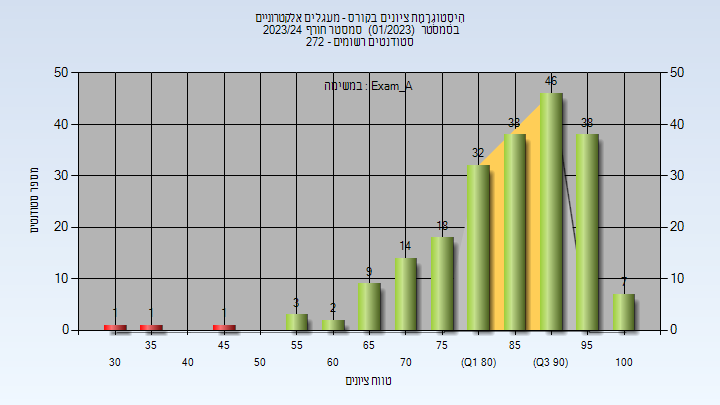 היסטוגרמת ציונים בקורס - מעגלים אלקטרוניים
בסמסטר (01/2023) סמסטר חורף 2023/24
סטודנטים רשומים - 272
במשימה : Exam_A
50 50
46
40 40
38 38
32
30 30
20 20
18
14
10 10
9
7
3
2
1 1 1
0 0
מספר סטודנטים
35 45 55 65 75 85 95
30 40 50 60 70 (Q1 80) (Q3 90) 100
טווח ציונים